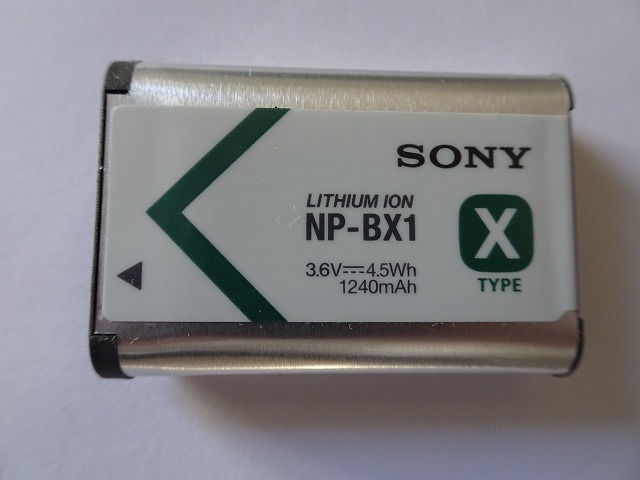 SONY
LITHIUM ION
NP-BX1
3.6V⎓4.5Wh
1240mAh
X
TYPE